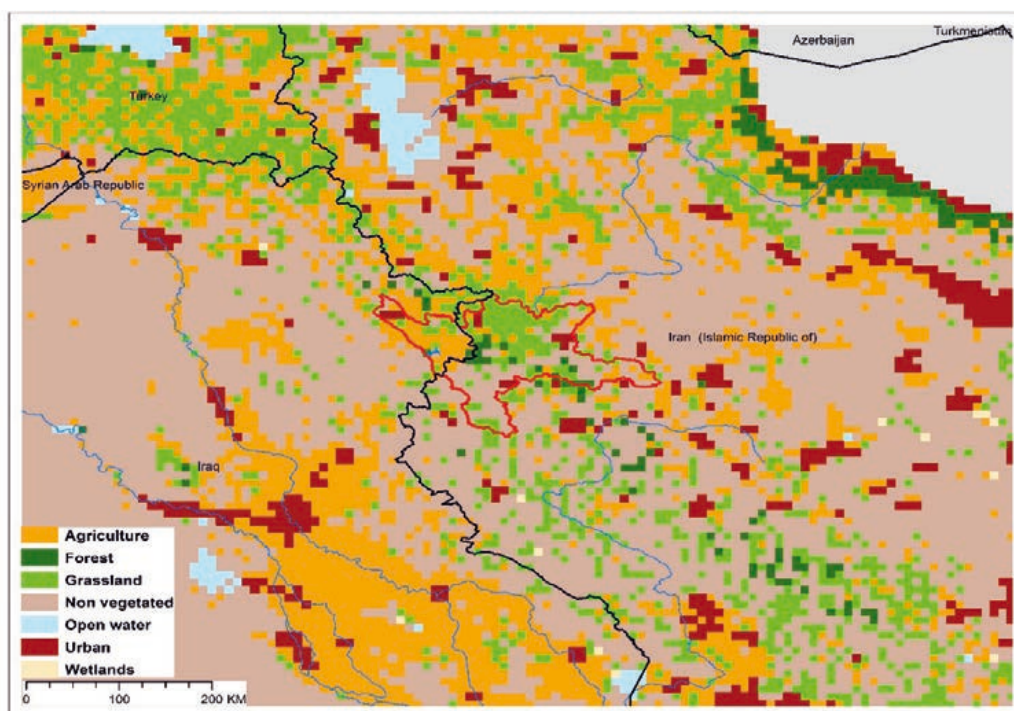 Azerbaijan
Turkmenistan
Turkey
Syrian Arab Republic
Iran (Islamic Republic of)
Iraq
Agriculture
Forest
Grassland
Non vegetated
Open water
Urban
Wetlands
0 100 200 KM